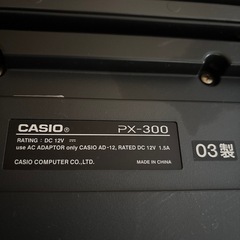 CASIO® PX-300
RATING : DC 12V ⎓
use AC ADAPTOR only CASIO AD-12, RATED DC 12V 1.5A
CASIO COMPUTER CO.,LTD. MADE IN CHINA
03製